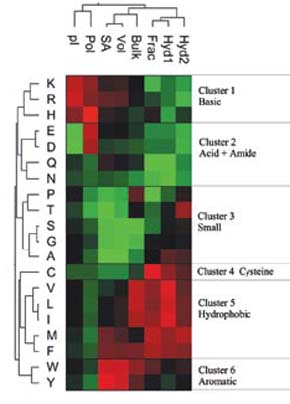 pI Pol SA Vol Bulk Frac Hyd1 Hyd2
K
R
H
E
D
Q
N
P
T
S
G
A
C
V
L
I
M
F
W
Y
Cluster 1
Basic
Cluster 2
Acid + Amide
Cluster 3
Small
Cluster 4 Cysteine
Cluster 5
Hydrophobic
Cluster 6
Aromatic